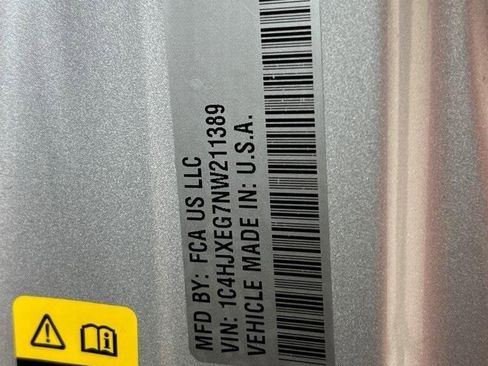 MFD BY: FCA US LLC
VIN: 1C4HJXEG7NW211389
VEHICLE MADE IN: U.S.A.